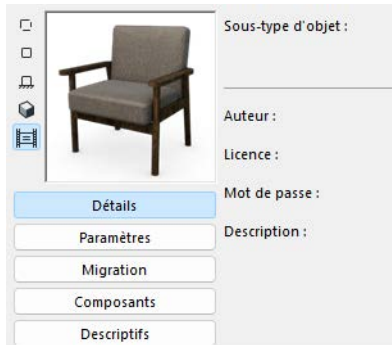 Sous-type d'objet :
Auteur :
Licence :
Mot de passe :
Description :
Détails
Paramètres
Migration
Composants
Descriptifs